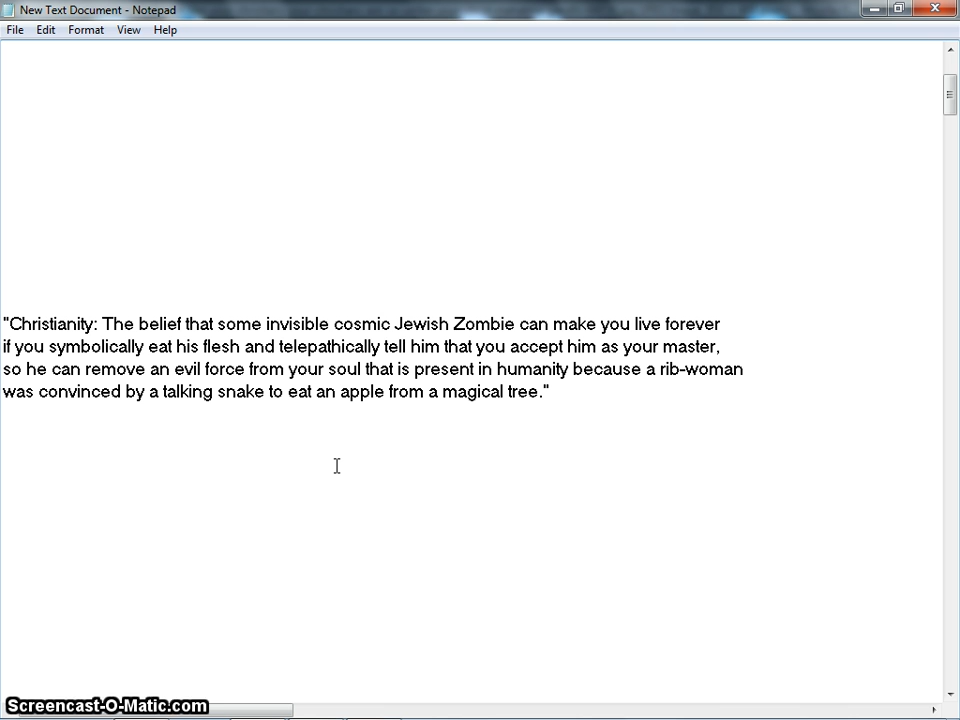 New Text Document - Notepad
File Edit Format View Help
"Christianity: The belief that some invisible cosmic Jewish Zombie can make you live forever
if you symbolically eat his flesh and telepathically tell him that you accept him as your master,
so he can remove an evil force from your soul that is present in humanity because a rib-woman
was convinced by a talking snake to eat an apple from a magical tree."
Screencast-O-Matic.com